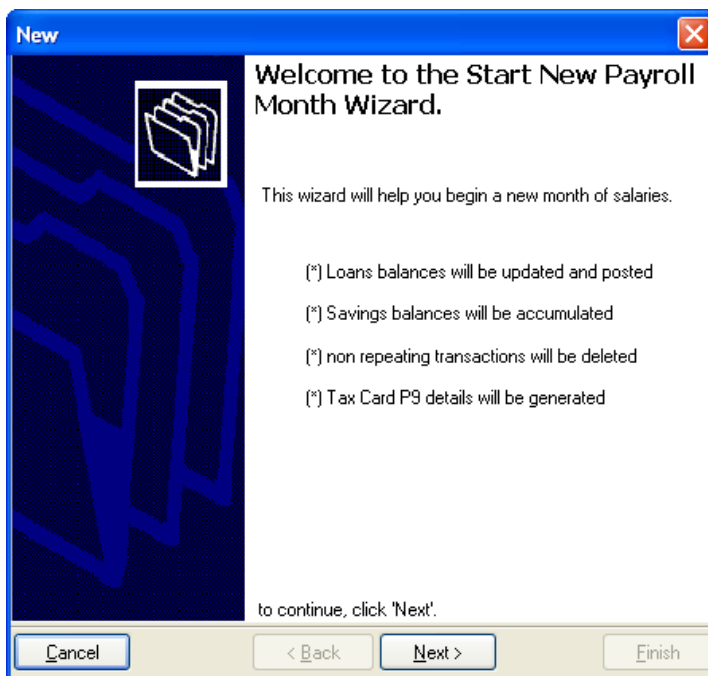 New
Welcome to the Start New Payroll
Month Wizard.
This wizard will help you begin a new month of salaries.
(*) Loans balances will be updated and posted
(*) Savings balances will be accumulated
(*) non repeating transactions will be deleted
(*) Tax Card P9 details will be generated
to continue, click 'Next'.
Cancel
< Back
Next >
Finish